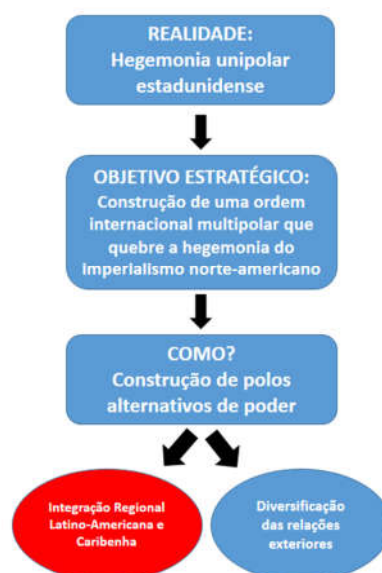 REALIDADE:
Hegemonia unipolar
estadunidense
OBJETIVO ESTRATÉGICO:
Construção de uma ordem
internacional multipolar que
quebre a hegemonia do
imperialismo norte-americano
COMO?
Construção de polos
alternativos de poder
Integração Regional
Latino-Americana e
Caribenha
Diversificação
das relações
exteriores